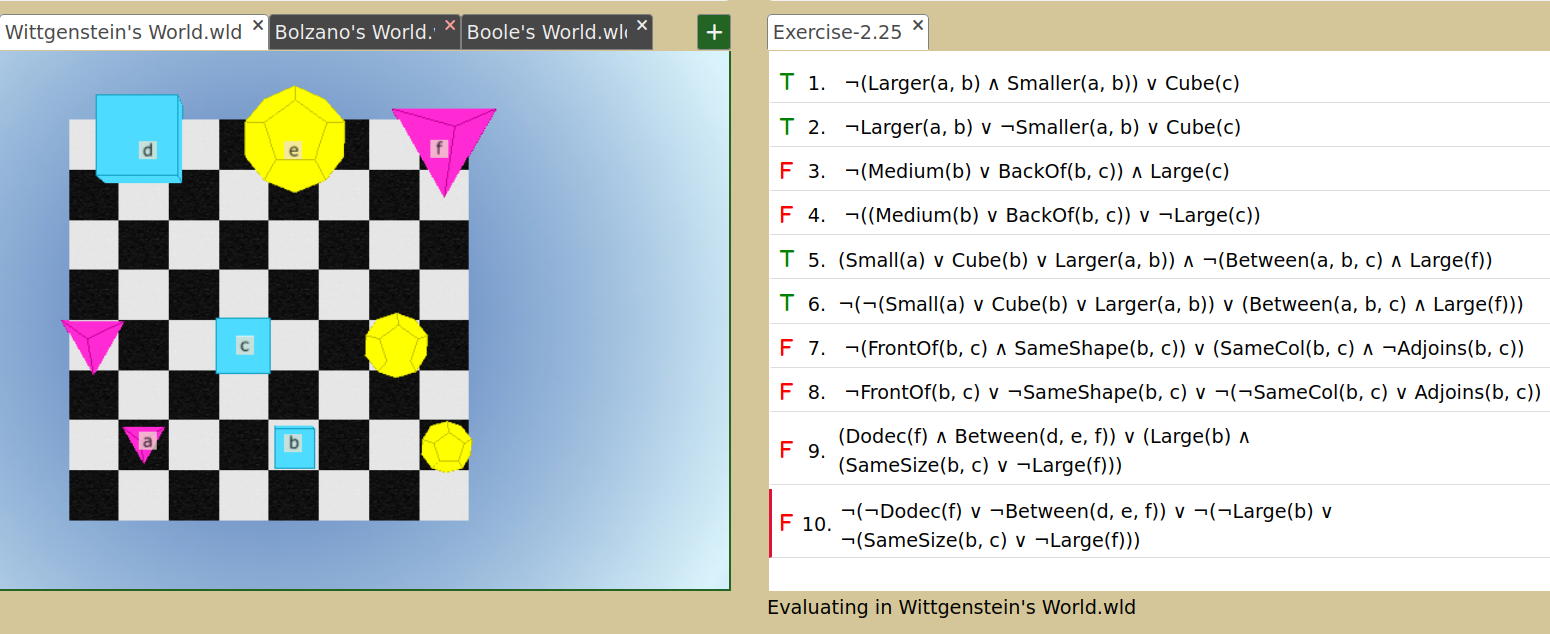 Wittgenstein's World.wld × Bolzano's World. × Boole's World.wl × + Exercise-2.25 ×
d
e
f
c
a
b
T 1. ¬(Larger(a, b) ∧ Smaller(a, b)) ∨ Cube(c)
T 2. ¬Larger(a, b) ∨ ¬Smaller(a, b) ∨ Cube(c)
F 3. ¬(Medium(b) ∨ BackOf(b, c)) ∧ Large(c)
F 4. ¬((Medium(b) ∨ BackOf(b, c)) ∨ ¬Large(c))
T 5. (Small(a) ∨ Cube(b) ∨ Larger(a, b)) ∧ ¬(Between(a, b, c) ∧ Large(f))
T 6. ¬(¬(Small(a) ∨ Cube(b) ∨ Larger(a, b)) ∨ (Between(a, b, c) ∧ Large(f)))
F 7. ¬(FrontOf(b, c) ∧ SameShape(b, c)) ∨ (SameCol(b, c) ∧ ¬Adjoins(b, c))
F 8. ¬FrontOf(b, c) ∨ ¬SameShape(b, c) ∨ ¬(¬SameCol(b, c) ∨ Adjoins(b, c))
F 9. (Dodec(f) ∧ Between(d, e, f)) ∨ (Large(b) ∧
(SameSize(b, c) ∨ ¬Large(f)))
F 10. ¬(¬Dodec(f) ∨ ¬Between(d, e, f)) ∨ ¬(¬Large(b) ∨
¬(SameSize(b, c) ∨ ¬Large(f)))
Evaluating in Wittgenstein's World.wld